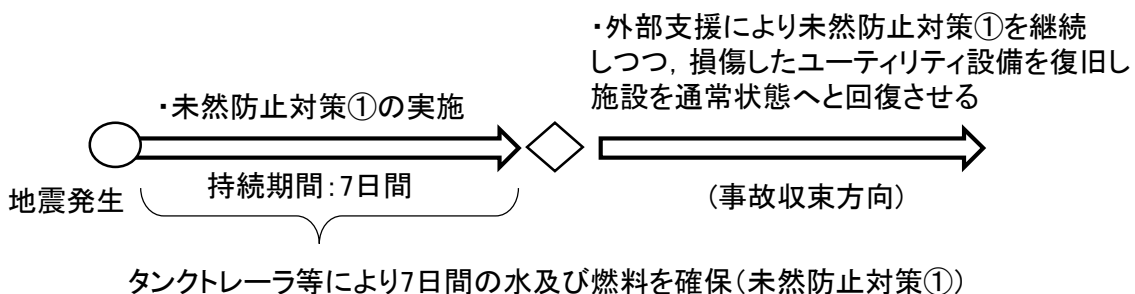 ・外部支援により未然防止対策①を継続
しつつ，損傷したユーティリティ設備を復旧し
施設を通常状態へと回復させる
・未然防止対策①の実施
地震発生
持続期間：7日間
（事故収束方向）
タンクトレーラ等により7日間の水及び燃料を確保（未然防止対策①）